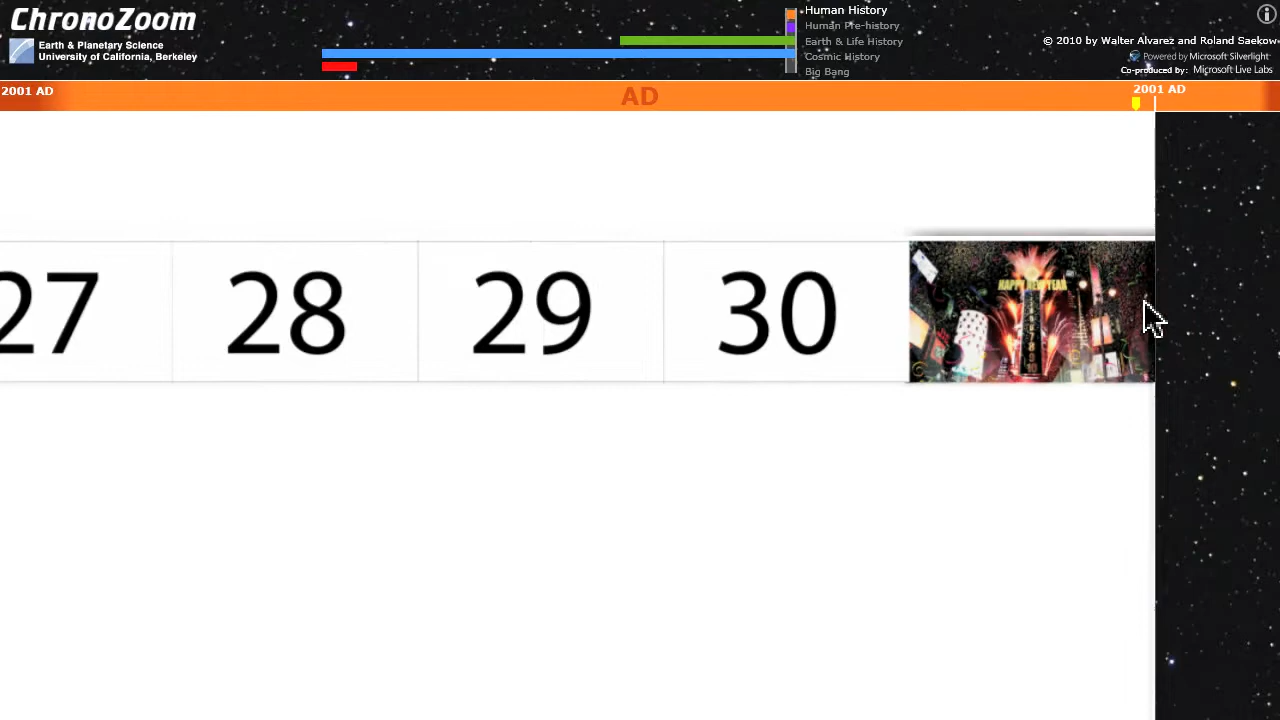 ChronoZoom
Earth & Planetary Science
University of California, Berkeley
Human History
Human Pre-history
Earth & Life History
Cosmic History
Big Bang
© 2010 by Walter Alvarez and Roland Saekow
Powered by Microsoft Silverlight
Co-produced by: Microsoft Live Labs
2001 AD
AD
2001 AD
27
28
29
30
HAPPY NEW YEAR